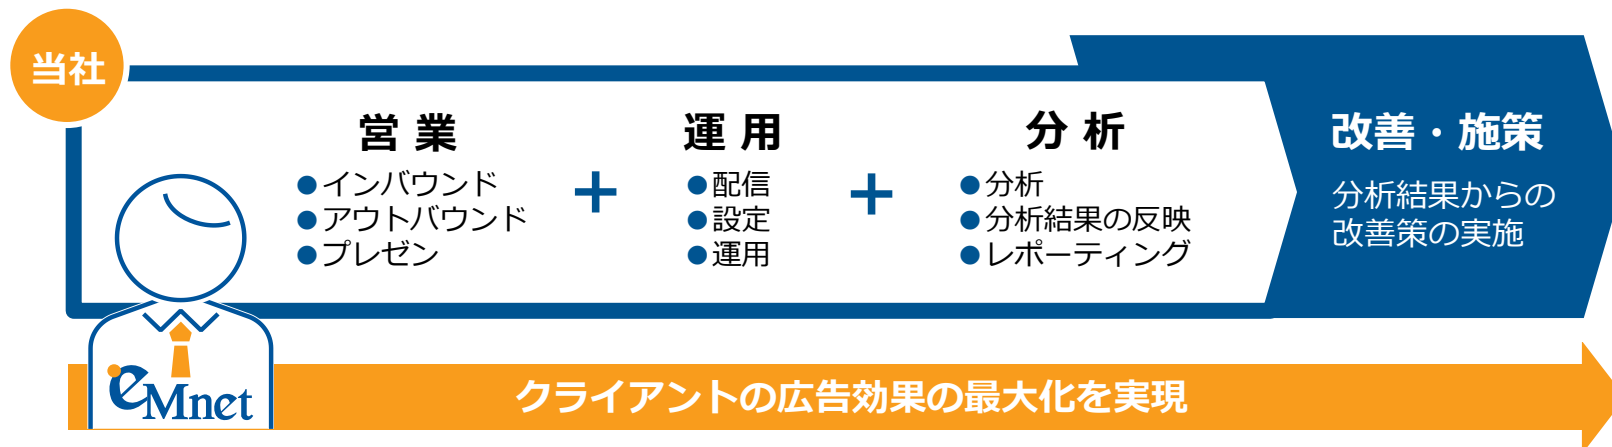 当社
営業
●インバウンド
●アウトバウンド
●プレゼン
+
運用
●配信
●設定
●運用
+
分析
●分析
●分析結果の反映
●レポーティング
改善・施策
分析結果からの
改善策の実施
eMnet
クライアントの広告効果の最大化を実現